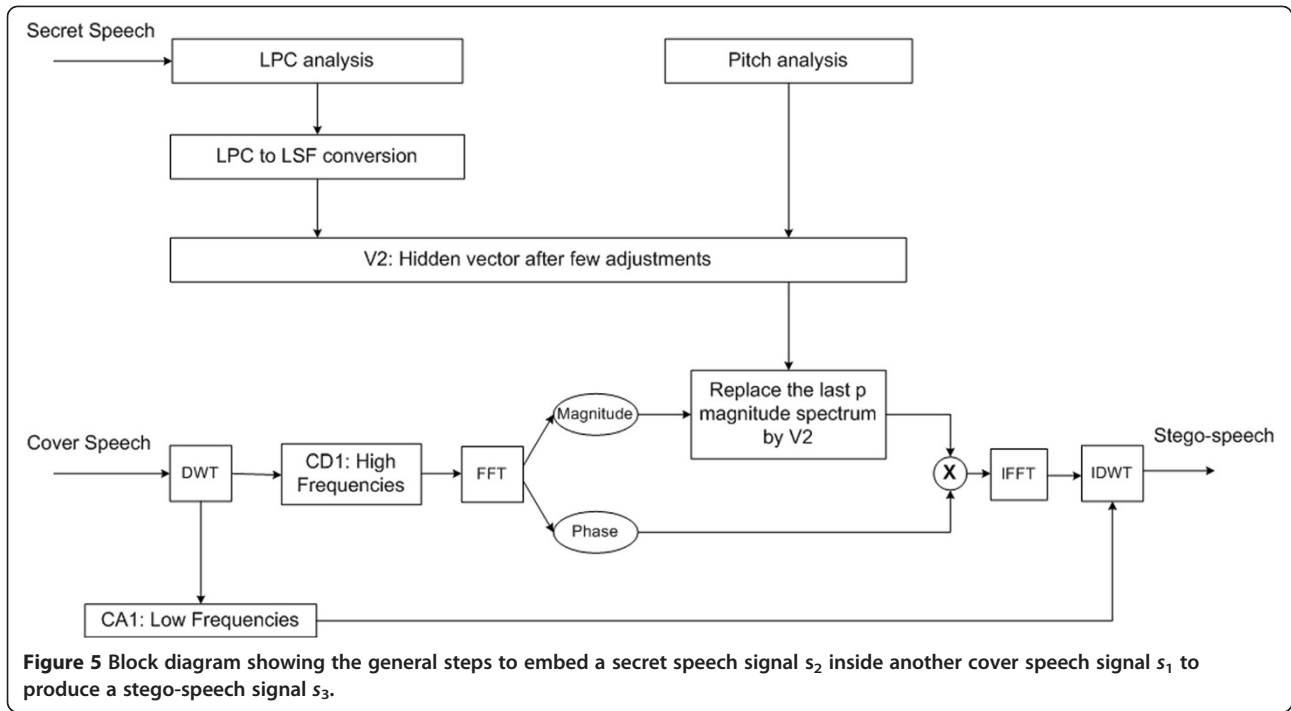 Secret Speech
LPC analysis
Pitch analysis
LPC to LSF conversion
V2: Hidden vector after few adjustments
Replace the last p
magnitude spectrum
by V2
Magnitude
Cover Speech
DWT
CD1: High
Frequencies
FFT
X
IFFT
IDWT
Stego-speech
Phase
CA1: Low Frequencies
Figure 5 Block diagram showing the general steps to embed a secret speech signal s₂ inside another cover speech signal s₁ to
produce a stego-speech signal s₃.